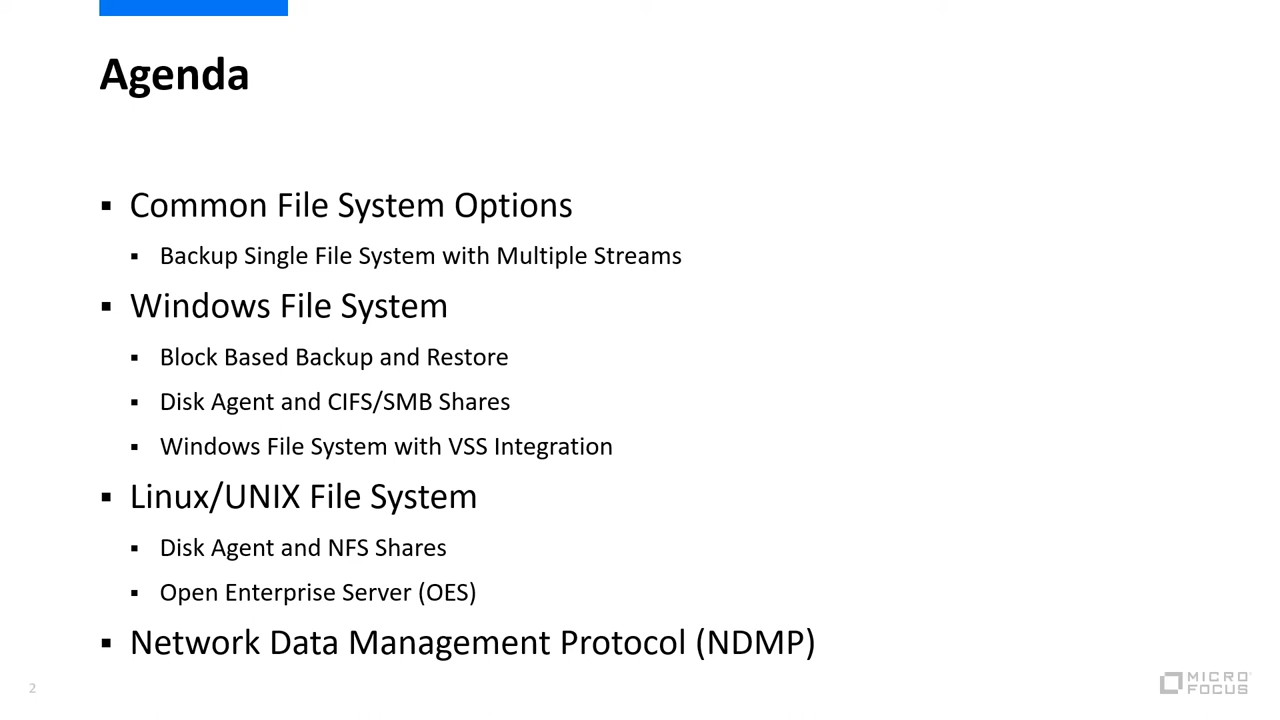 Agenda
▪ Common File System Options
▪ Backup Single File System with Multiple Streams
▪ Windows File System
▪ Block Based Backup and Restore
▪ Disk Agent and CIFS/SMB Shares
▪ Windows File System with VSS Integration
▪ Linux/UNIX File System
▪ Disk Agent and NFS Shares
▪ Open Enterprise Server (OES)
▪ Network Data Management Protocol (NDMP)
2
MICRO
FOCUS